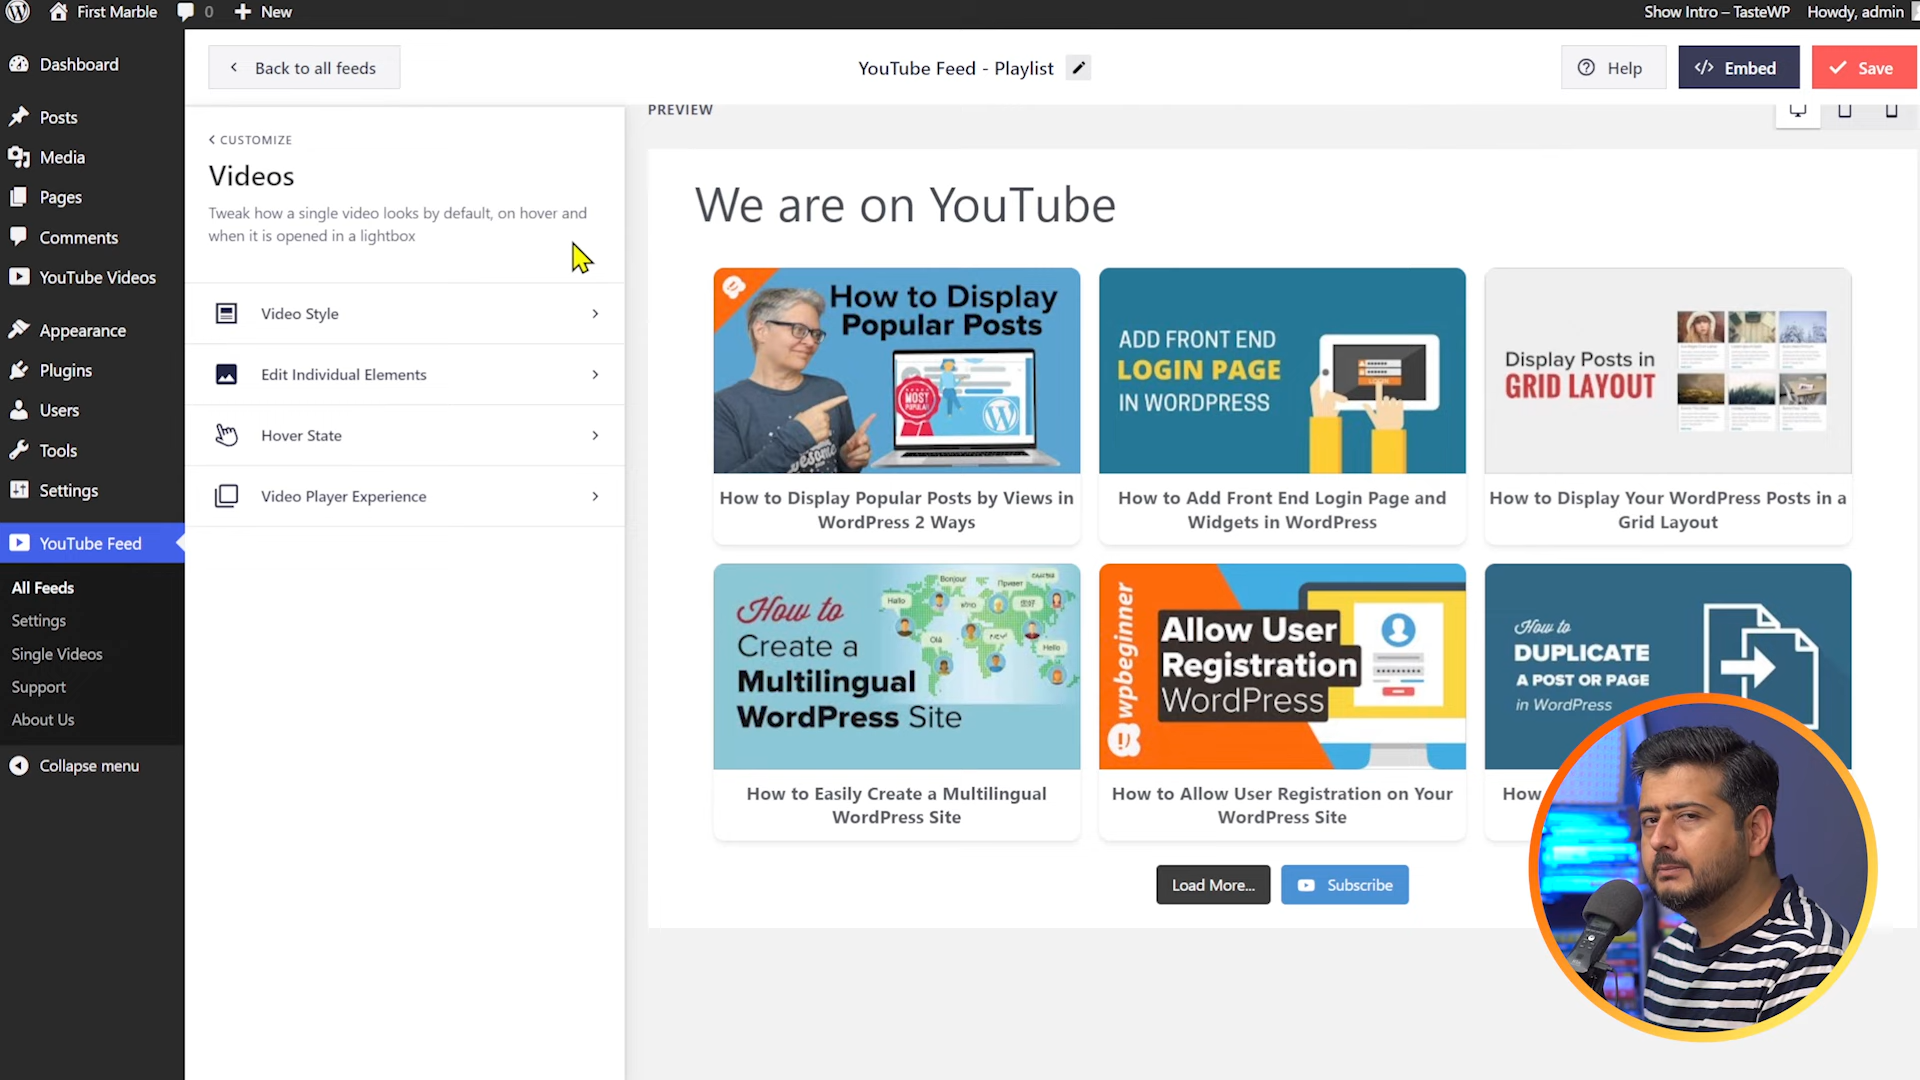 First Marble
0
New
Show Intro – TasteWP
Howdy, admin
Dashboard
Posts
Media
Pages
Comments
YouTube Videos
Appearance
Plugins
Users
Tools
Settings
YouTube Feed
All Feeds
Settings
Single Videos
Support
About Us
Collapse menu
Back to all feeds
YouTube Feed - Playlist
Help
</> Embed
Save
CUSTOMIZE
Videos
Tweak how a single video looks by default, on hover and
when it is opened in a lightbox
Video Style
Edit Individual Elements
Hover State
Video Player Experience
PREVIEW
We are on YouTube
How to Display
Popular Posts
MOST
POPULAR
How to Display Popular Posts by Views in
WordPress 2 Ways
ADD FRONT END
LOGIN PAGE
IN WORDPRESS
LOGIN
How to Add Front End Login Page and
Widgets in WordPress
Display Posts in
GRID LAYOUT
How to Display Your WordPress Posts in a
Grid Layout
How to
Create a
Multilingual
WordPress Site
Bonjour
Привет
Hallo
Olá
Hello
How to Easily Create a Multilingual
WordPress Site
wpbeginner
Allow User
Registration
WordPress
How to Allow User Registration on Your
WordPress Site
How to
DUPLICATE
A POST OR PAGE
in WordPress
How
Load More...
Subscribe